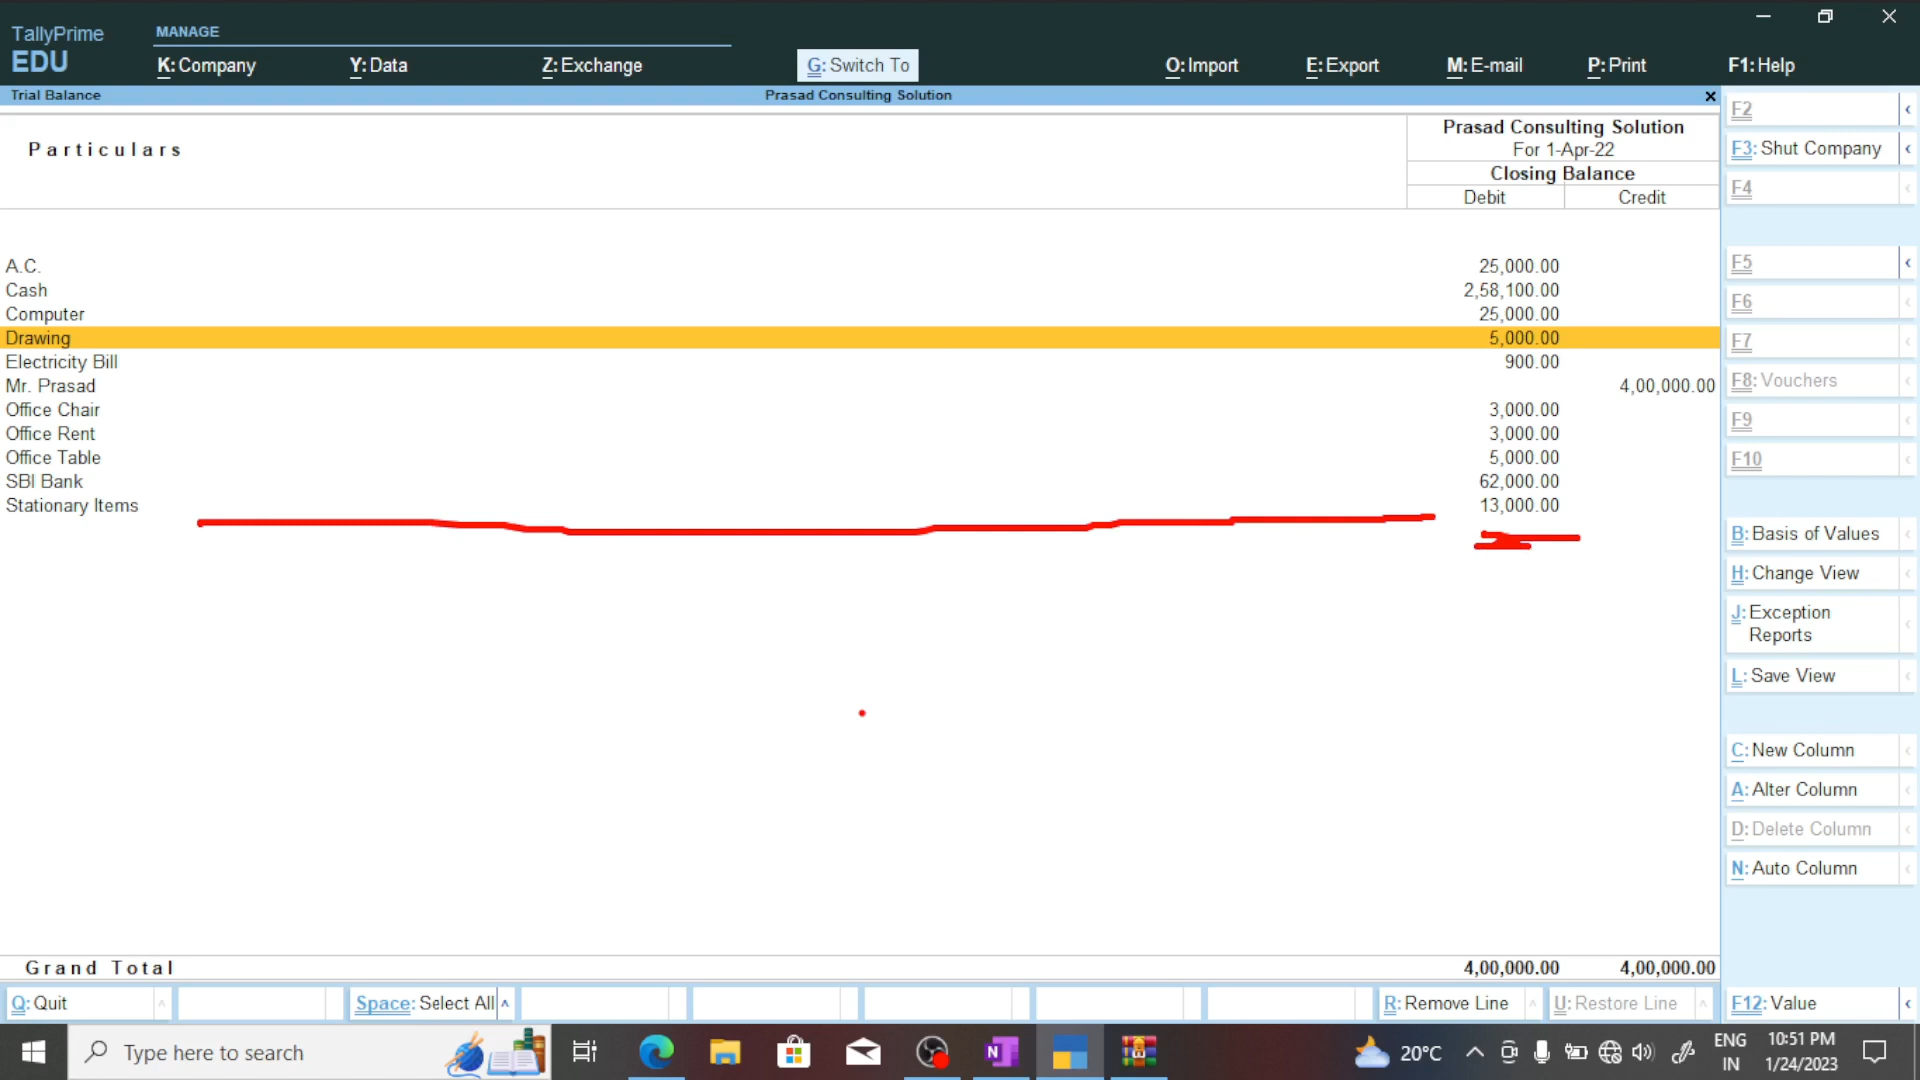 TallyPrime
EDU
MANAGE
K: Company
Y: Data
Z: Exchange
G: Switch To
O: Import
E: Export
M: E-mail
P: Print
F1: Help
Trial Balance
Prasad Consulting Solution
Particulars
Prasad Consulting Solution
For 1-Apr-22
Closing Balance
Debit Credit
A.C. 25,000.00
Cash 2,58,100.00
Computer 25,000.00
Drawing 5,000.00
Electricity Bill 900.00
Mr. Prasad 4,00,000.00
Office Chair 3,000.00
Office Rent 3,000.00
Office Table 5,000.00
SBI Bank 62,000.00
Stationary Items 13,000.00
Grand Total 4,00,000.00 4,00,000.00
F2
F3: Shut Company
F4
F5
F6
F7
F8: Vouchers
F9
F10
B: Basis of Values
H: Change View
J: Exception
Reports
L: Save View
C: New Column
A: Alter Column
D: Delete Column
N: Auto Column
Q: Quit
Space: Select All
R: Remove Line
U: Restore Line
F12: Value
Type here to search
N
20°C
ENG
IN
10:51 PM
1/24/2023